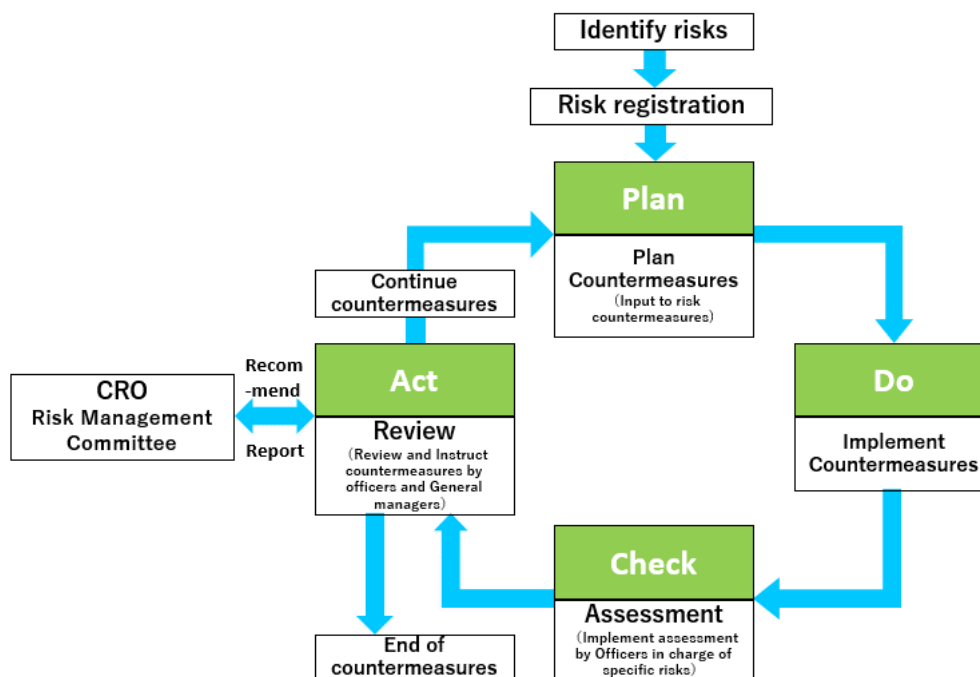 Identify risks
Risk registration
Plan
Plan
Countermeasures
(Input to risk
countermeasures)
Continue
countermeasures
Do
Implement
Countermeasures
Recom
-mend
Report
CRO
Risk Management
Committee
Act
Review
(Review and Instruct
countermeasures by
officers and General
managers)
Check
Assessment
(Implement assessment
by Officers in charge of
specific risks)
End of
countermeasures